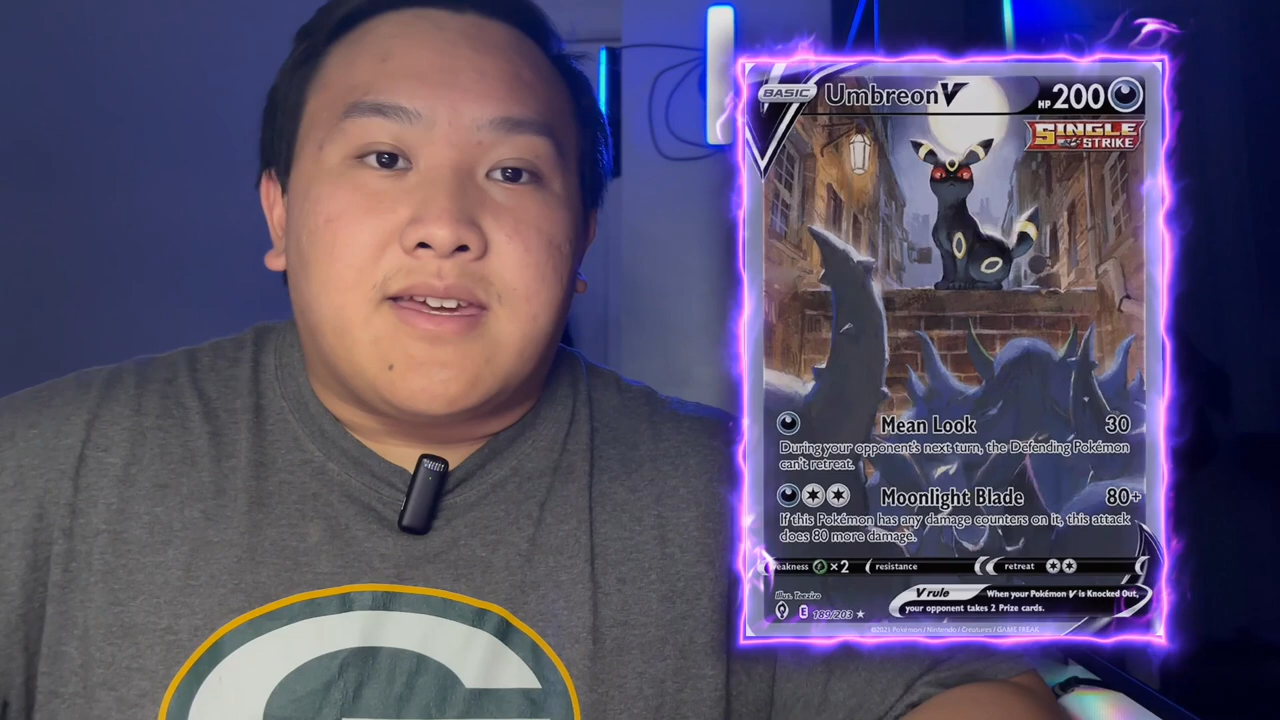 BASIC
Umbreon V
HP 200
SINGLE
STRIKE
Mean Look 30
During your opponent's next turn, the Defending Pokémon
can't retreat.
Moonlight Blade 80+
If this Pokémon has any damage counters on it, this attack
does 80 more damage.
weakness ×2 resistance retreat
V rule When your Pokémon V is Knocked Out,
your opponent takes 2 Prize cards.
Illus. Teeziro
E 189/203
©2021 Pokémon / Nintendo / Creatures / GAME FREAK
G